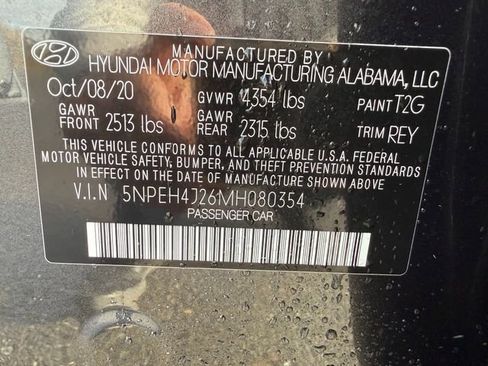 MANUFACTURED BY
HYUNDAI MOTOR MANUFACTURING ALABAMA, LLC
Oct/08/20 GVWR 4354 lbs PAINT T2G
GAWR FRONT 2513 lbs GAWR REAR 2315 lbs TRIM REY
THIS VEHICLE CONFORMS TO ALL APPLICABLE U.S.A. FEDERAL
MOTOR VEHICLE SAFETY, BUMPER, AND THEFT PREVENTION STANDARDS
IN EFFECT ON THE DATE OF MANUFACTURE SHOWN ABOVE.
V.I.N 5NPEH4J26MH080354
PASSENGER CAR